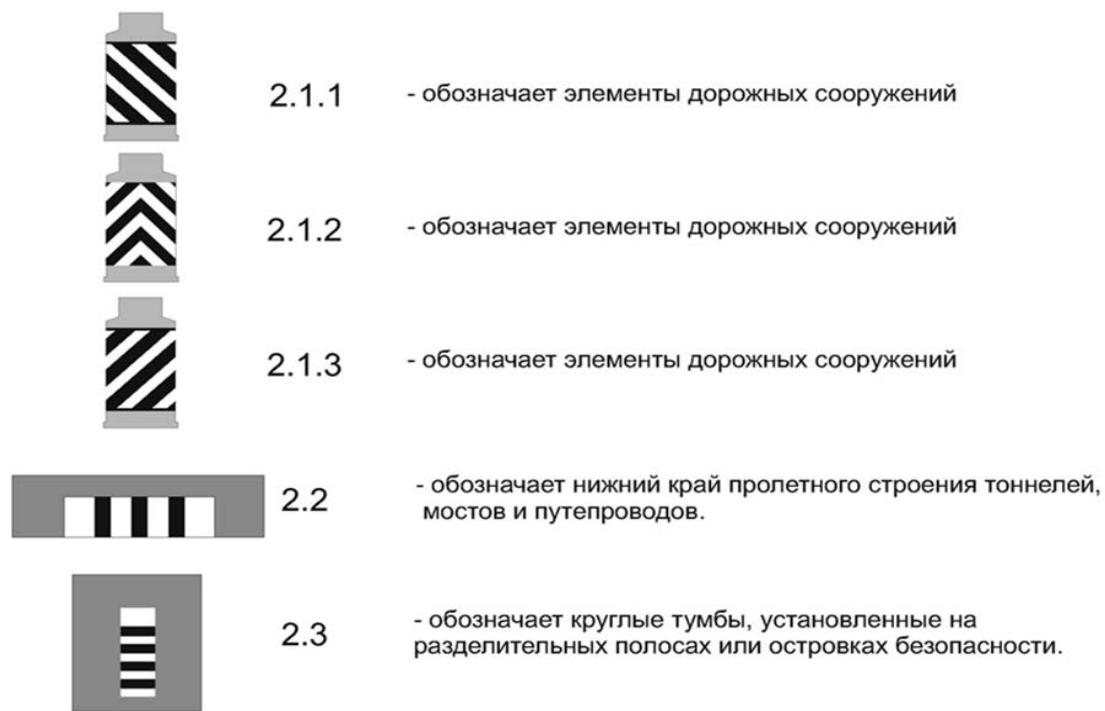 2.1.1 - обозначает элементы дорожных сооружений
2.1.2 - обозначает элементы дорожных сооружений
2.1.3 - обозначает элементы дорожных сооружений
2.2 - обозначает нижний край пролетного строения тоннелей,
мостов и путепроводов.
2.3 - обозначает круглые тумбы, установленные на
разделительных полосах или островках безопасности.